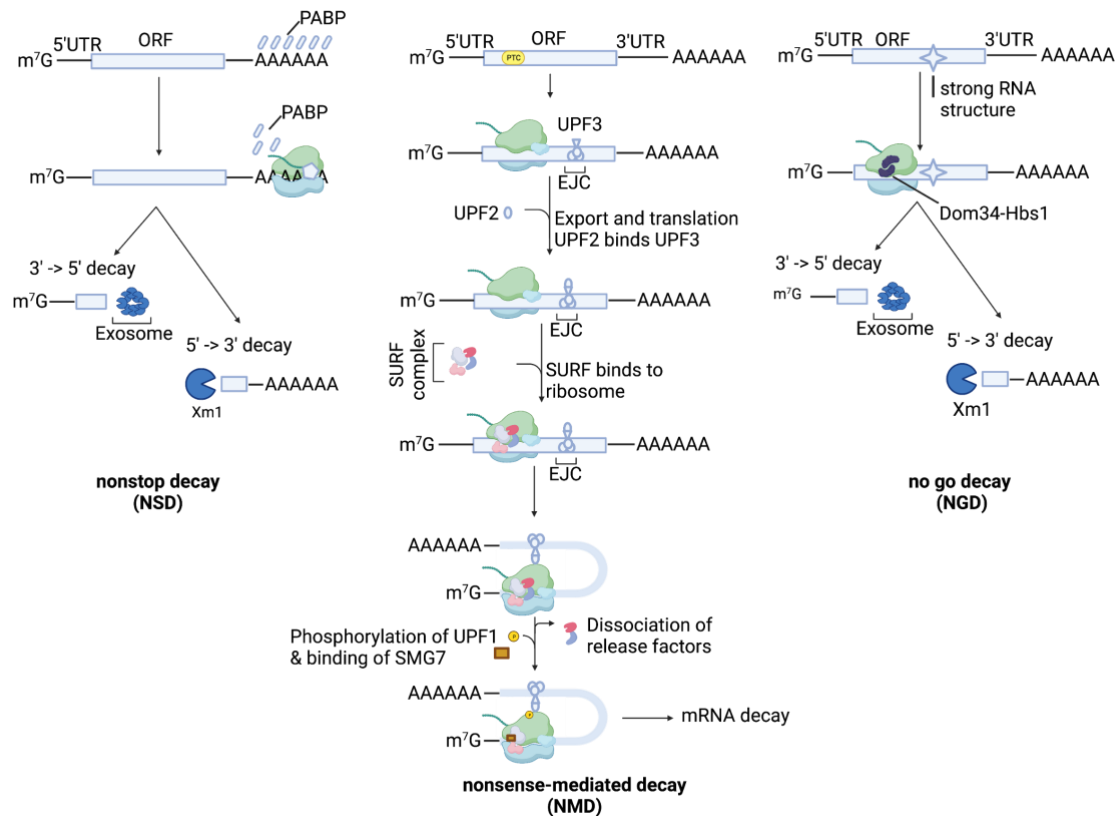 PABP
5'UTR
ORF
m⁷G
AAAAAA
PABP
m⁷G
AAAAAA
3' -> 5' decay
m⁷G
Exosome
5' -> 3' decay
AAAAAA
Xm1
nonstop decay
(NSD)
5'UTR
ORF
3'UTR
m⁷G
PTC
AAAAAA
UPF3
m⁷G
AAAAAA
EJC
UPF2
Export and translation
UPF2 binds UPF3
m⁷G
AAAAAA
EJC
SURF
complex
SURF binds to
ribosome
m⁷G
AAAAAA
EJC
AAAAAA
m⁷G
Phosphorylation of UPF1
P
& binding of SMG7
Dissociation of
release factors
AAAAAA
P
m⁷G
mRNA decay
nonsense-mediated decay
(NMD)
5'UTR
ORF
3'UTR
m⁷G
AAAAAA
strong RNA
structure
m⁷G
AAAAAA
Dom34-Hbs1
3' -> 5' decay
m⁷G
Exosome
5' -> 3' decay
AAAAAA
Xm1
no go decay
(NGD)